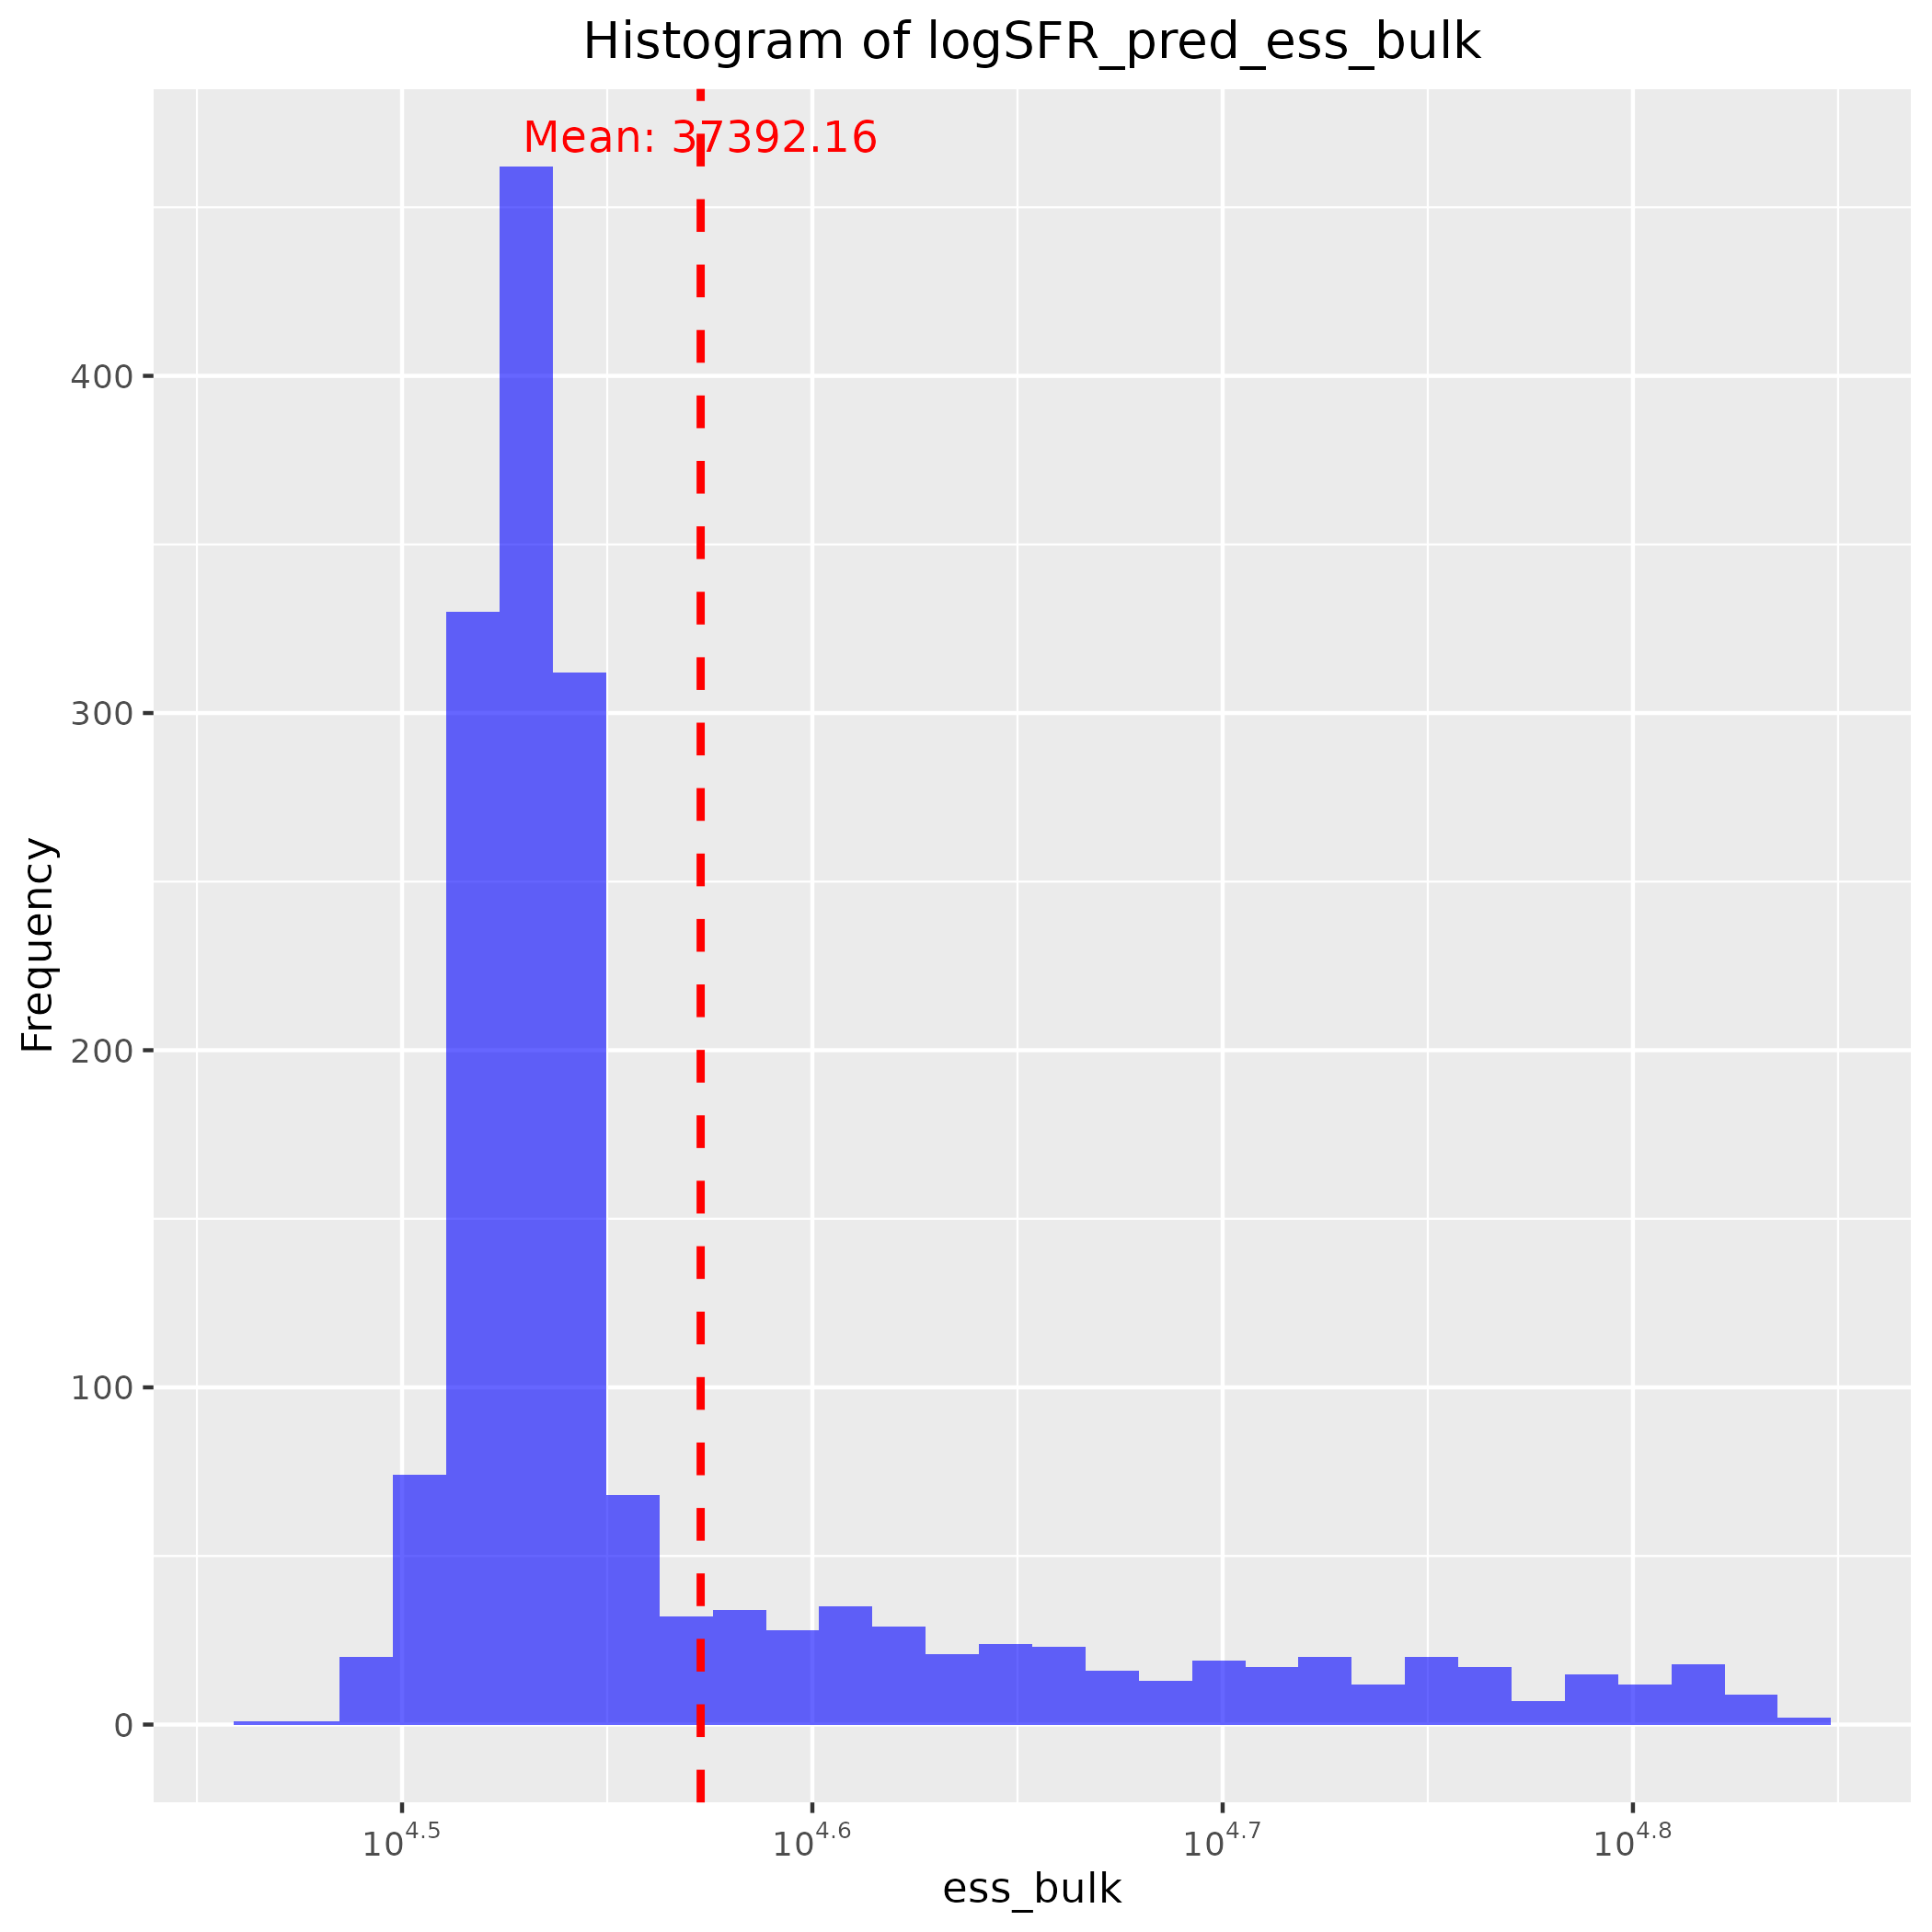 Histogram of logSFR_pred_ess_bulk
Mean: 37392.16
Frequency
400
300
200
100
0
10^4.5 10^4.6 10^4.7 10^4.8
ess_bulk